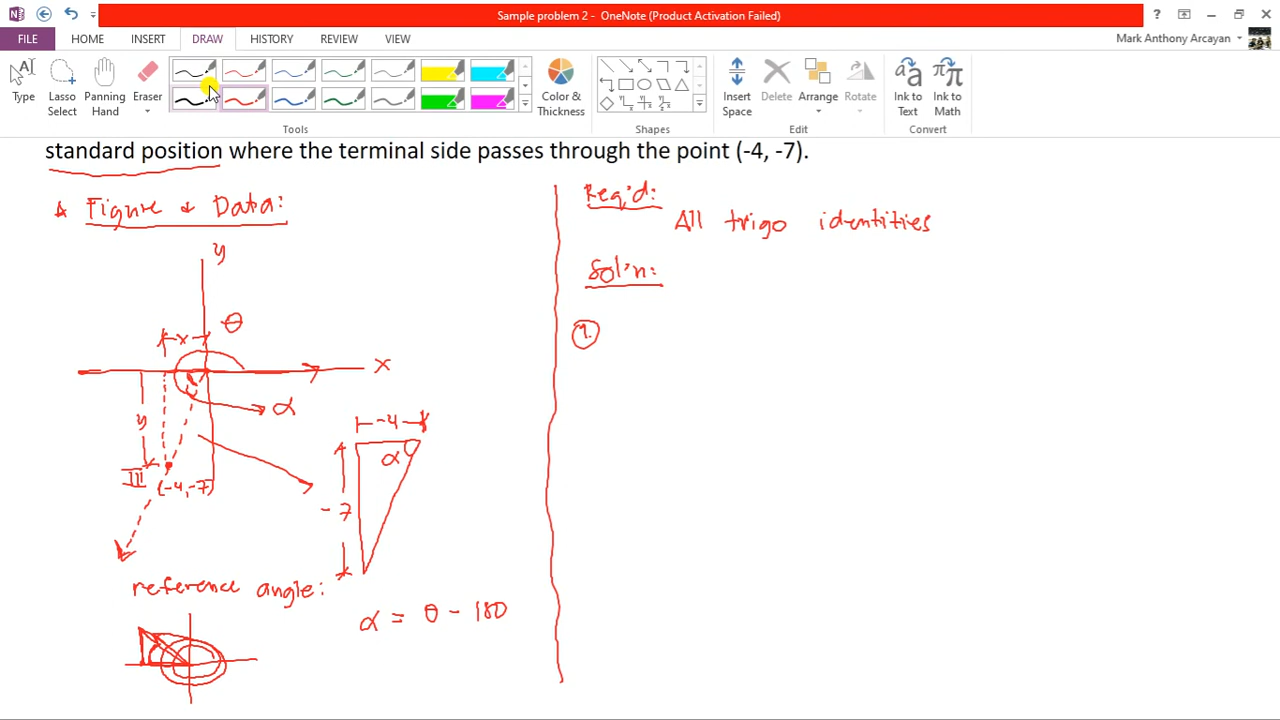 Sample problem 2 - OneNote (Product Activation Failed)
FILE HOME INSERT DRAW HISTORY REVIEW VIEW
Mark Anthony Arcayan
Type
Lasso Select
Panning Hand
Eraser
Color & Thickness
Insert Space
Delete
Arrange
Rotate
Ink to Text
Ink to Math
Tools
Shapes
Edit
Convert
standard position where the terminal side passes through the point (-4, -7).
Figure & Data:
y
θ
x
x
α
y
III
(-4,-7)
-4
α
-7
reference angle:
α = θ - 180
Req'd:
All trigo identities
Sol'n:
1.